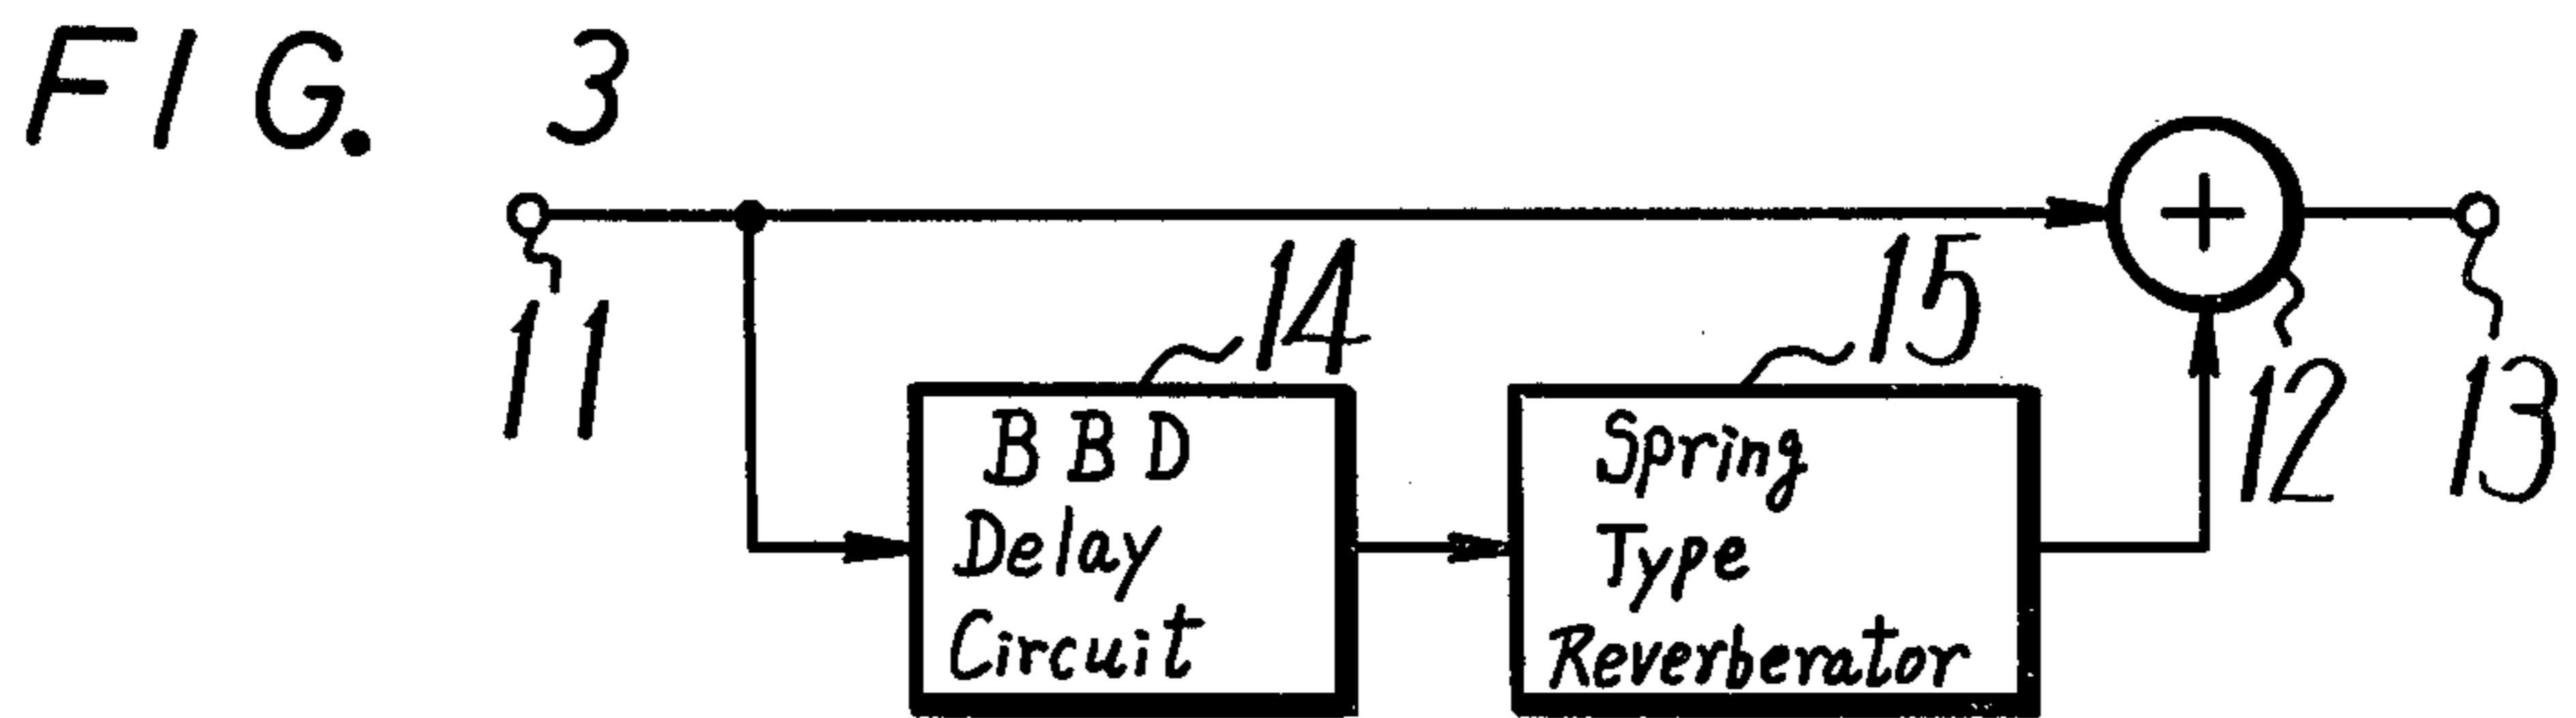 FIG. 3
14
15
11
12
13
BBD
Delay
Circuit
Spring
Type
Reverberator